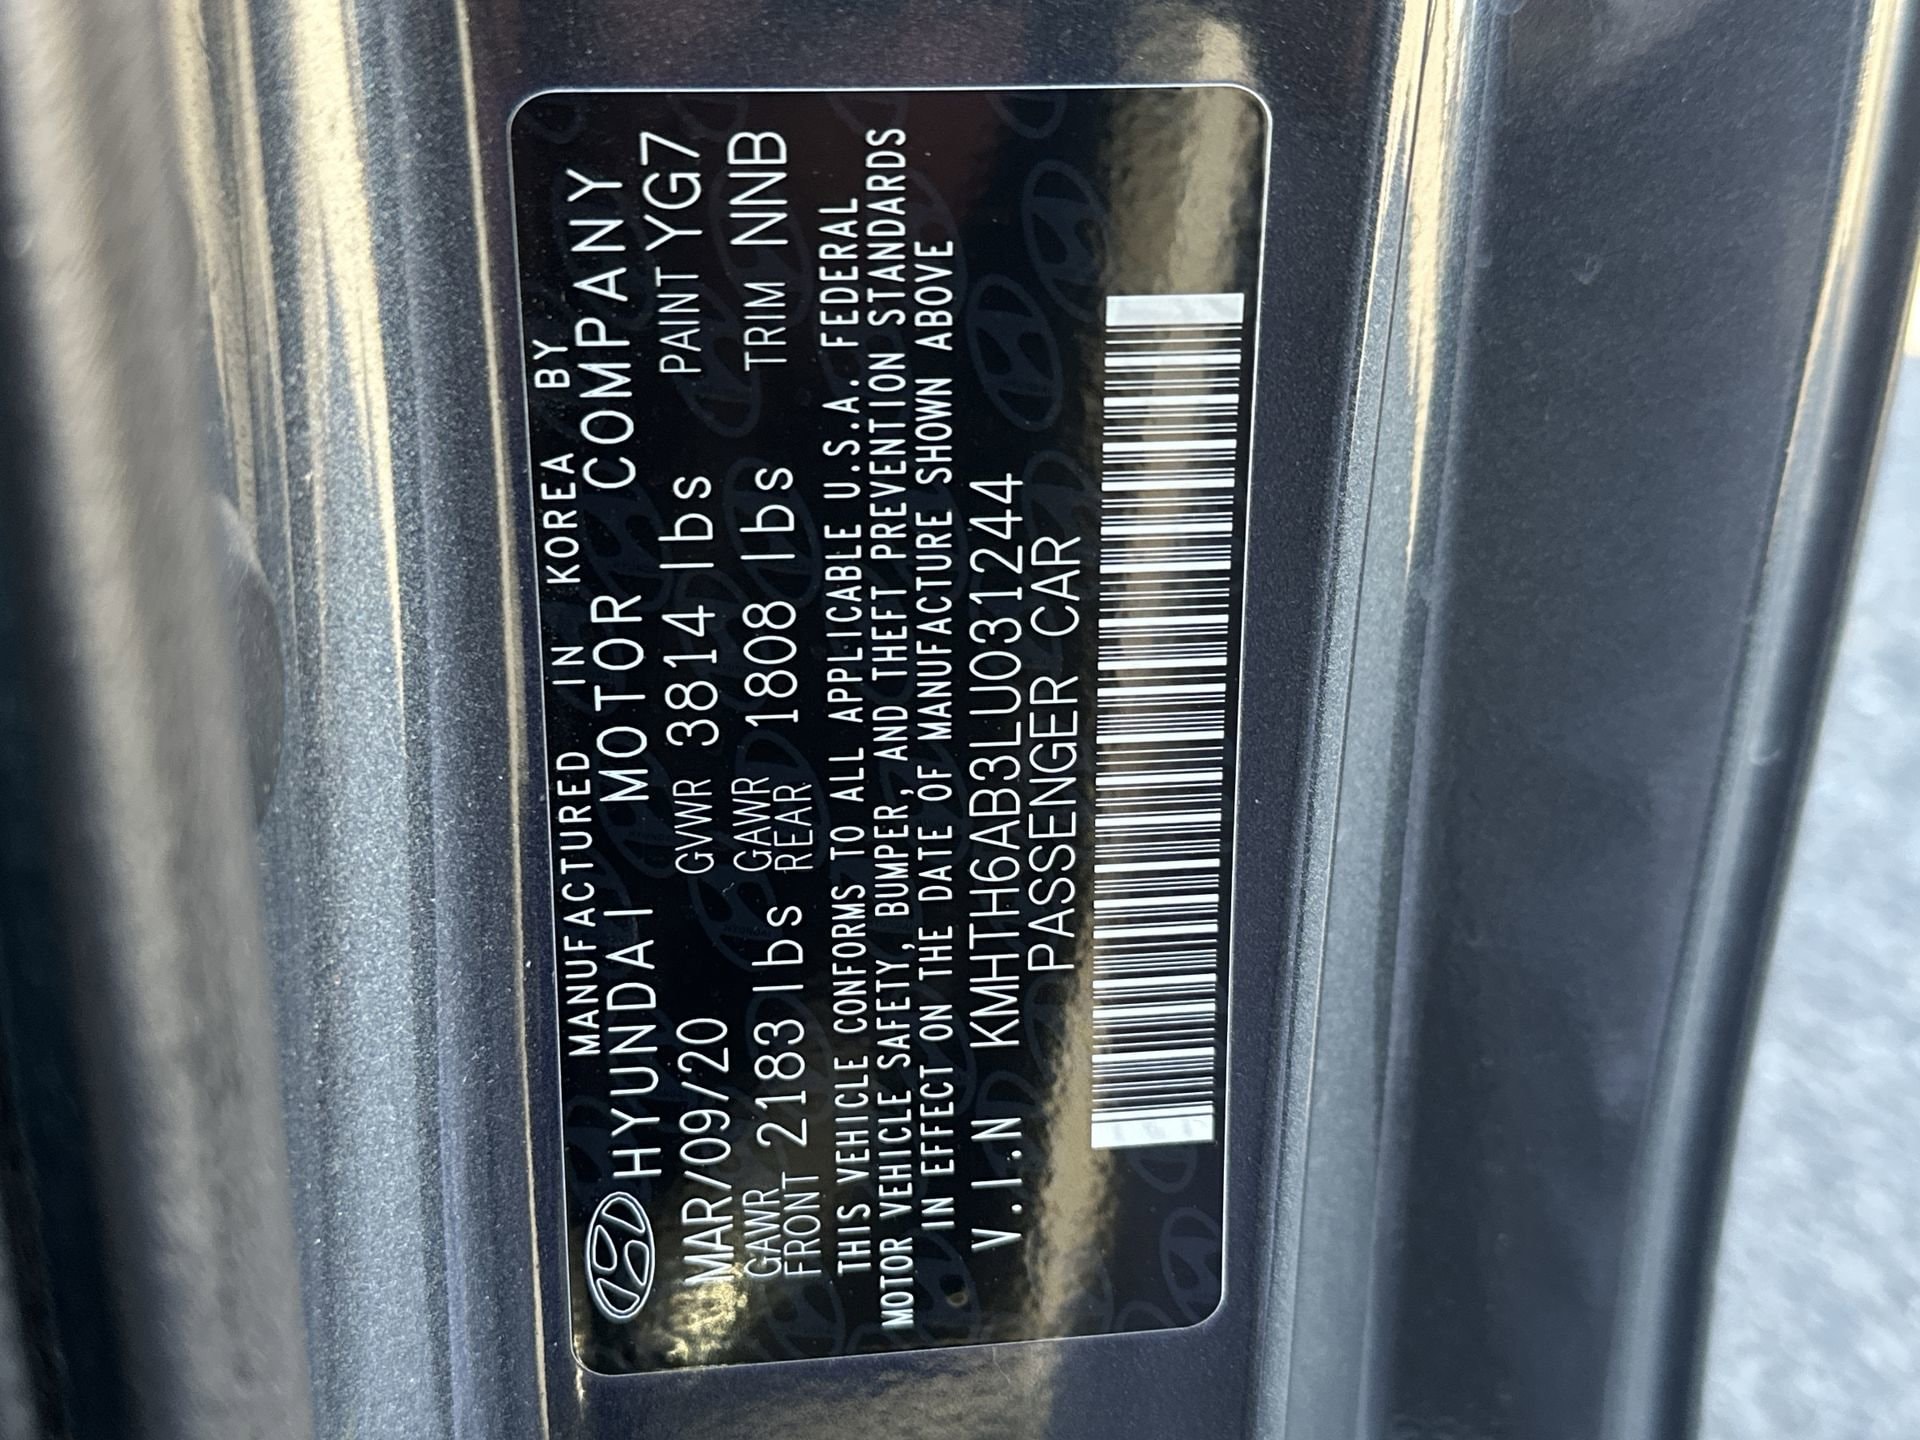 MANUFACTURED IN KOREA BY
HYUNDAI MOTOR COMPANY
MAR/09/20 GVWR 3814 lbs PAINT YG7
GAWR FRONT 2183 lbs GAWR REAR 1808 lbs TRIM NNB
THIS VEHICLE CONFORMS TO ALL APPLICABLE U.S.A. FEDERAL
MOTOR VEHICLE SAFETY, BUMPER, AND THEFT PREVENTION STANDARDS
IN EFFECT ON THE DATE OF MANUFACTURE SHOWN ABOVE
V.I.N KMHTH6AB3LU031244
PASSENGER CAR